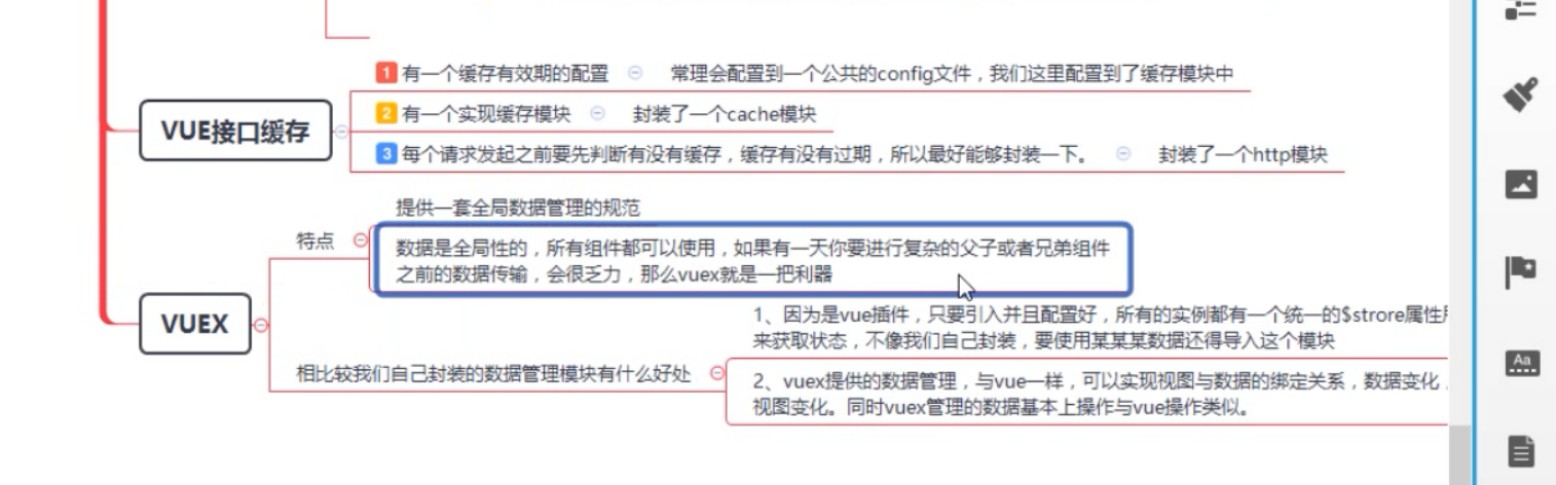 VUE接口缓存
1 有一个缓存有效期的配置 常理会配置到一个公共的config文件，我们这里配置到了缓存模块中
2 有一个实现缓存模块 封装了一个cache模块
3 每个请求发起之前要先判断有没有缓存，缓存有没有过期，所以最好能够封装一下。 封装了一个http模块
VUEX
特点
提供一套全局数据管理的规范
数据是全局性的，所有组件都可以使用，如果有一天你要进行复杂的父子或者兄弟组件
之前的数据传输，会很乏力，那么vuex就是一把利器
相比较我们自己封装的数据管理模块有什么好处
1、因为是vue插件，只要引入并且配置好，所有的实例都有一个统一的$strore属性
来获取状态，不像我们自己封装，要使用某某某数据还得导入这个模块
2、vuex提供的数据管理，与vue一样，可以实现视图与数据的绑定关系，数据变化，
视图变化。同时vuex管理的数据基本上操作与vue操作类似。
Aa